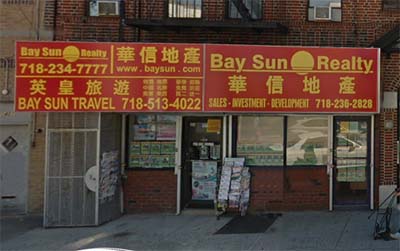 Bay Sun Realty
718-234-7777
華信地產
www.baysun.com
英皇旅遊
BAY SUN TRAVEL 718-513-4022
Bay Sun Realty
華信地產
SALES - INVESTMENT - DEVELOPMENT 718-236-2828